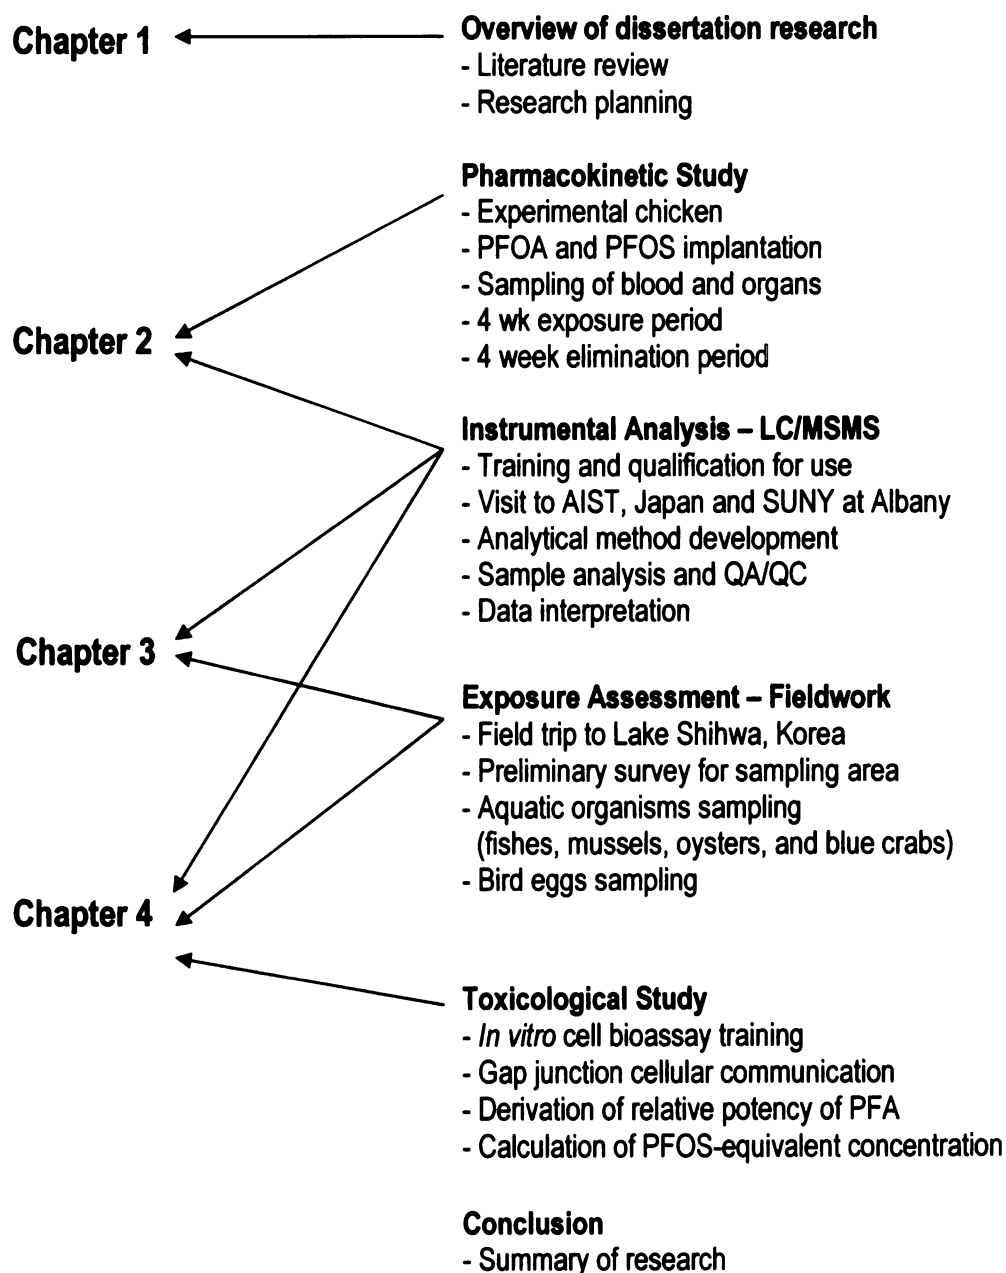 Chapter 1
Overview of dissertation research
- Literature review
- Research planning
Pharmacokinetic Study
- Experimental chicken
- PFOA and PFOS implantation
- Sampling of blood and organs
- 4 wk exposure period
- 4 week elimination period
Chapter 2
Instrumental Analysis – LC/MSMS
- Training and qualification for use
- Visit to AIST, Japan and SUNY at Albany
- Analytical method development
- Sample analysis and QA/QC
- Data interpretation
Chapter 3
Exposure Assessment – Fieldwork
- Field trip to Lake Shihwa, Korea
- Preliminary survey for sampling area
- Aquatic organisms sampling
(fishes, mussels, oysters, and blue crabs)
- Bird eggs sampling
Chapter 4
Toxicological Study
- In vitro cell bioassay training
- Gap junction cellular communication
- Derivation of relative potency of PFA
- Calculation of PFOS-equivalent concentration
Conclusion
- Summary of research